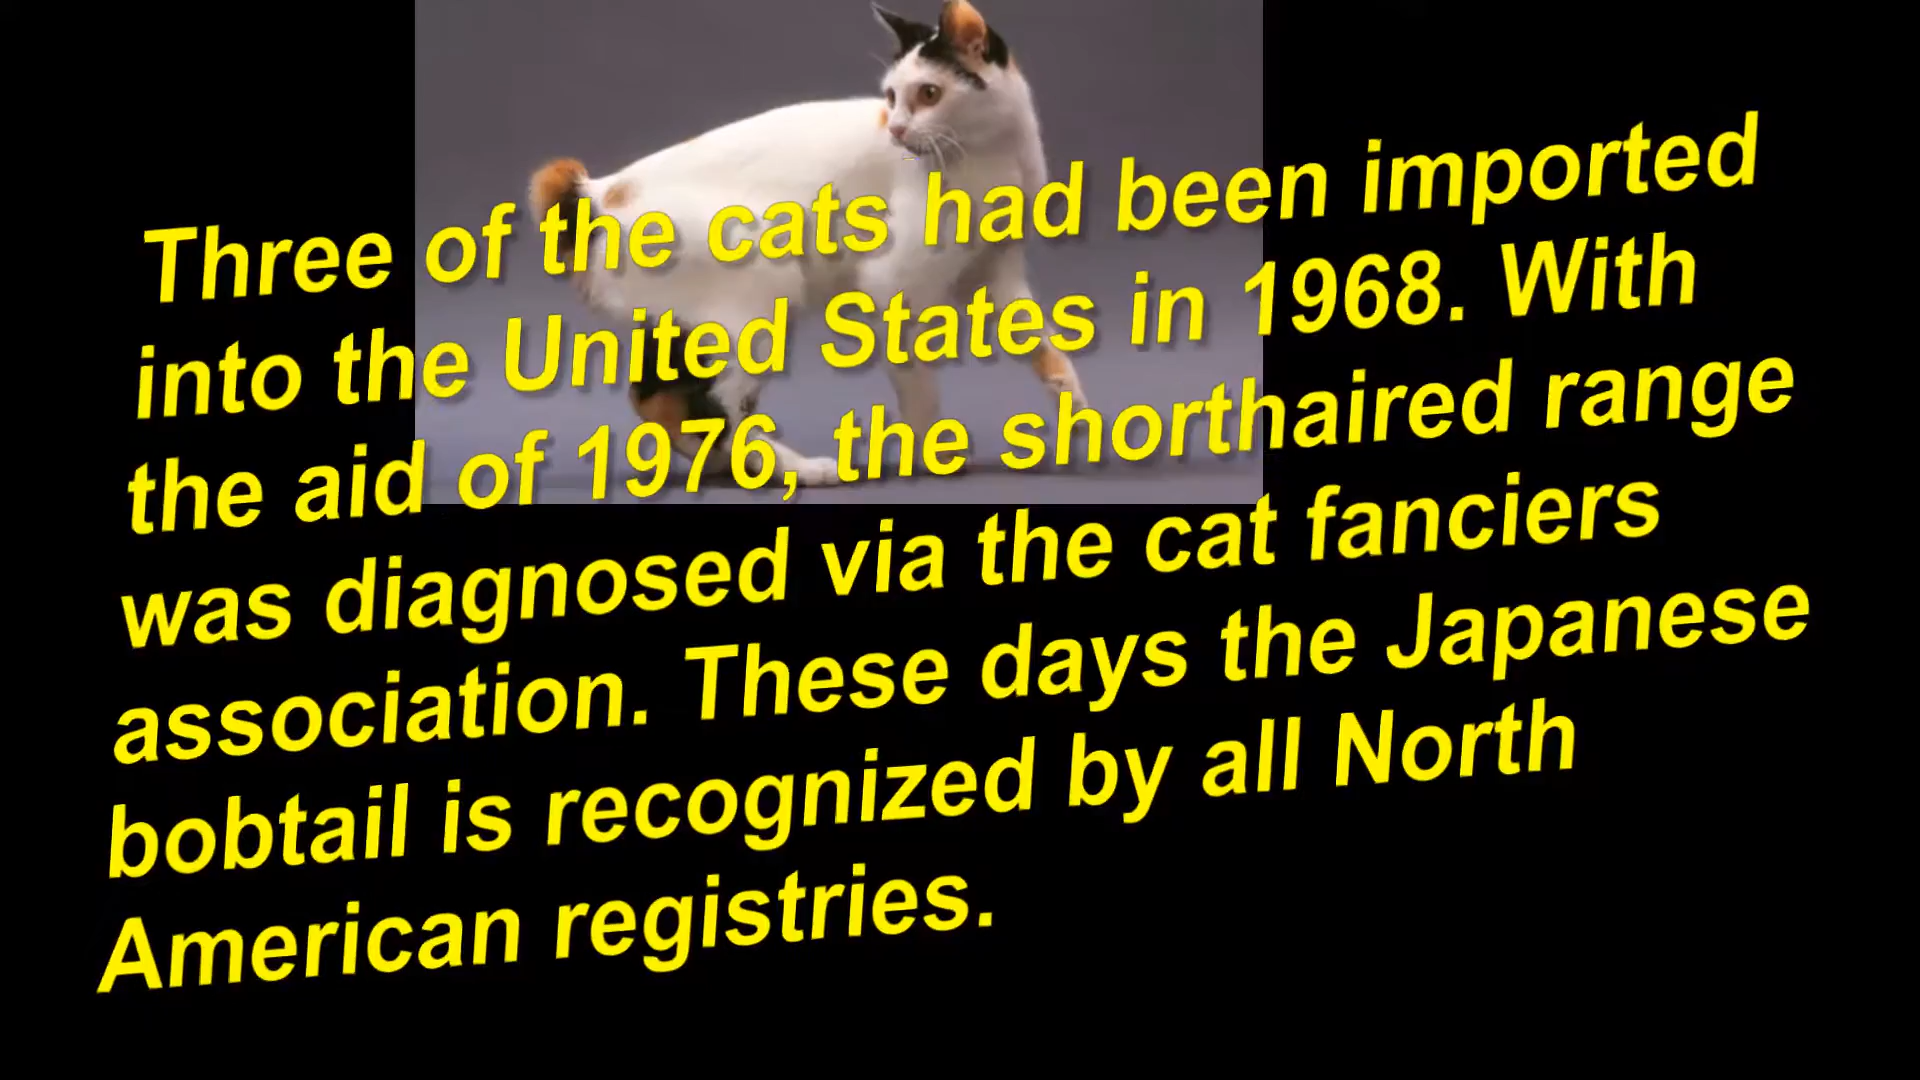 Three of the cats had been imported
into the United States in 1968. With
the aid of 1976, the shorthaired range
was diagnosed via the cat fanciers
association. These days the Japanese
bobtail is recognized by all North
American registries.